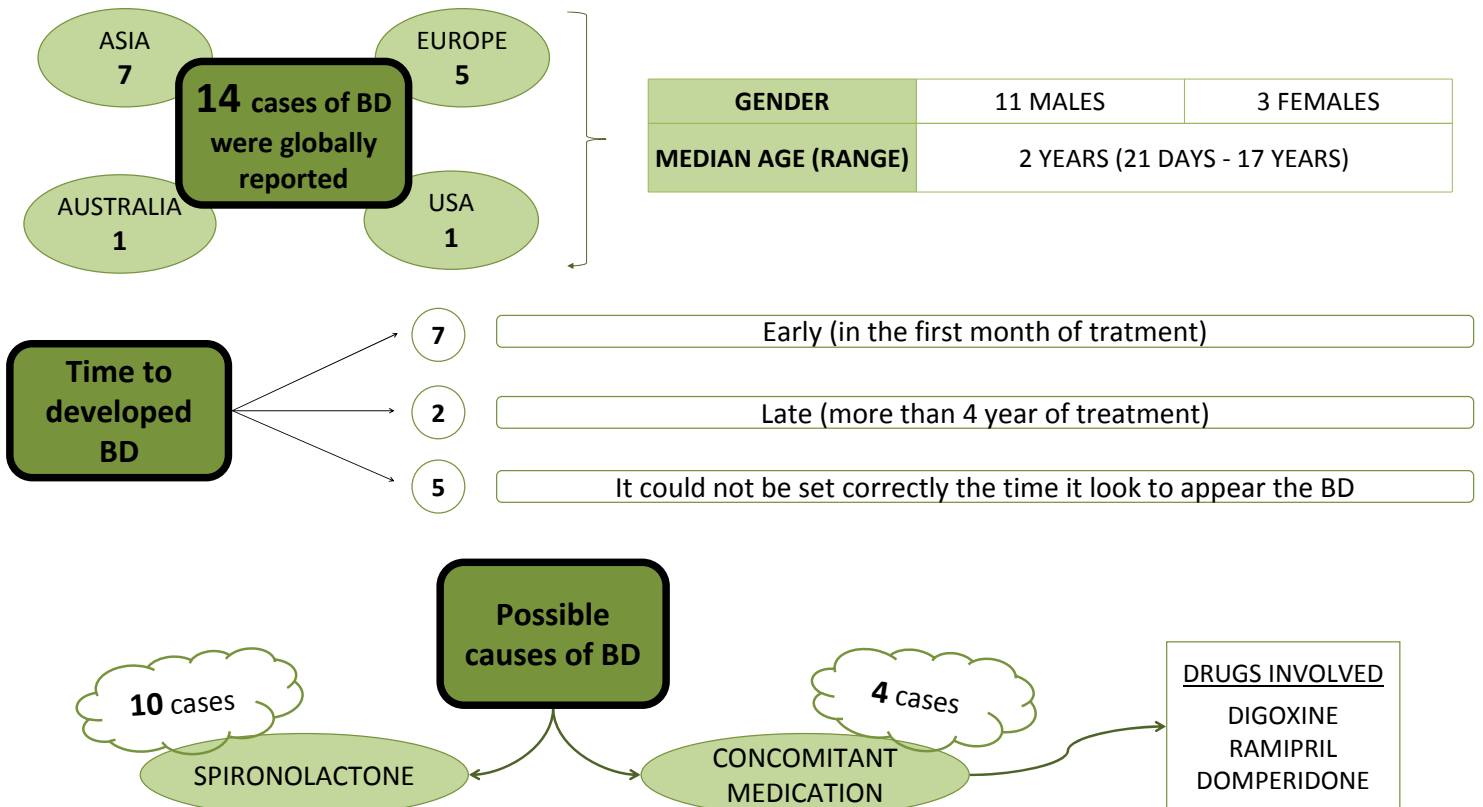 ASIA
7
EUROPE
5
14 cases of BD
were globally
reported
AUSTRALIA
1
USA
1
GENDER 11 MALES 3 FEMALES
MEDIAN AGE (RANGE) 2 YEARS (21 DAYS - 17 YEARS)
Time to
developed
BD
7 Early (in the first month of tratment)
2 Late (more than 4 year of treatment)
5 It could not be set correctly the time it look to appear the BD
Possible
causes of BD
10 cases
SPIRONOLACTONE
4 cases
CONCOMITANT
MEDICATION
DRUGS INVOLVED
DIGOXINE
RAMIPRIL
DOMPERIDONE